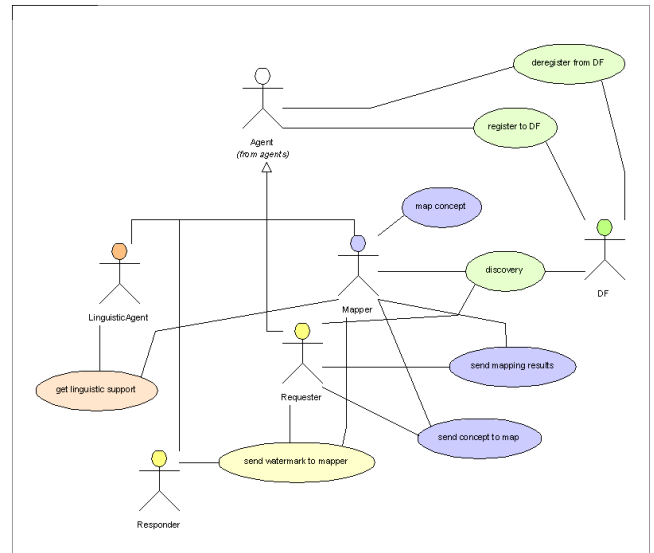 deregister from DF
register to DF
Agent
(from agents)
map concept
discovery
DF
LinguisticAgent
Mapper
send mapping results
get linguistic support
Requester
send concept to map
send watermark to mapper
Responder